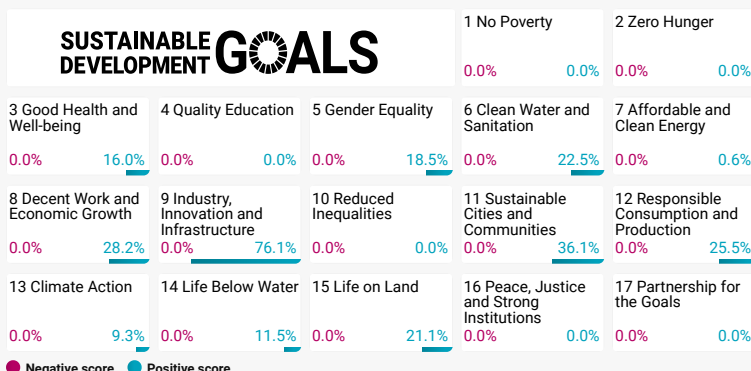 SUSTAINABLE
DEVELOPMENT
GOALS
1 No Poverty
0.0% 0.0%
2 Zero Hunger
0.0% 0.0%
3 Good Health and
Well-being
0.0% 16.0%
4 Quality Education
0.0% 0.0%
5 Gender Equality
0.0% 18.5%
6 Clean Water and
Sanitation
0.0% 22.5%
7 Affordable and
Clean Energy
0.0% 0.6%
8 Decent Work and
Economic Growth
0.0% 28.2%
9 Industry,
Innovation and
Infrastructure
0.0% 76.1%
10 Reduced
Inequalities
0.0% 0.0%
11 Sustainable
Cities and
Communities
0.0% 36.1%
12 Responsible
Consumption and
Production
0.0% 25.5%
13 Climate Action
0.0% 9.3%
14 Life Below Water
0.0% 11.5%
15 Life on Land
0.0% 21.1%
16 Peace, Justice
and Strong
Institutions
0.0% 0.0%
17 Partnership for
the Goals
0.0% 0.0%
Negative score Positive score